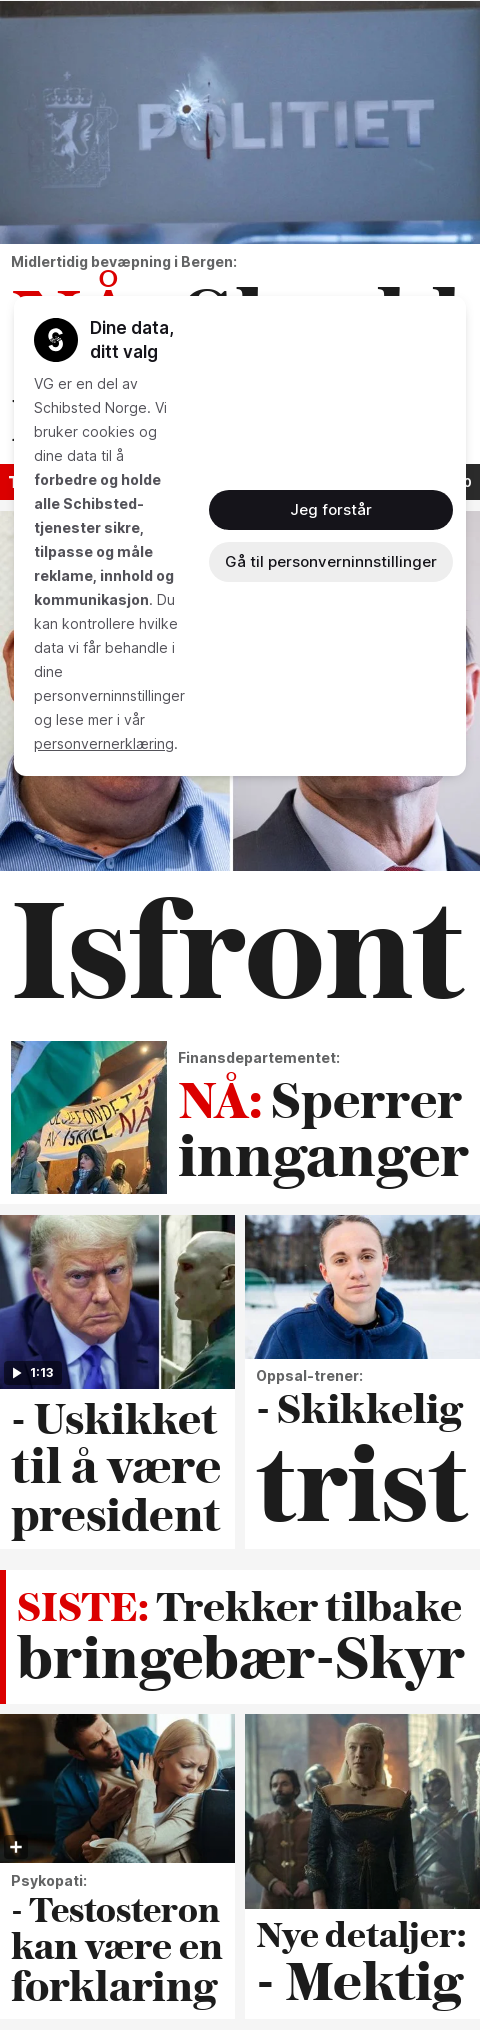 POLITIET
Midlertidig bevæpning i Bergen:
Dine data,
ditt valg
VG er en del av
Schibsted Norge. Vi
bruker cookies og
dine data til å
forbedre og holde
alle Schibsted-
tjenester sikre,
tilpasse og måle
reklame, innhold og
kommunikasjon. Du
kan kontrollere hvilke
data vi får behandle i
dine
personverninnstillinger
og lese mer i vår
personvernerklæring.
Jeg forstår
Gå til personverninnstillinger
Isfront
Finansdepartementet:
NÅ: Sperrer
innganger
1:13
- Uskikket
til å være
president
Oppsal-trener:
- Skikkelig
trist
SISTE: Trekker tilbake
bringebær-Skyr
Psykopati:
- Testosteron
kan være en
forklaring
Nye detaljer:
- Mektig